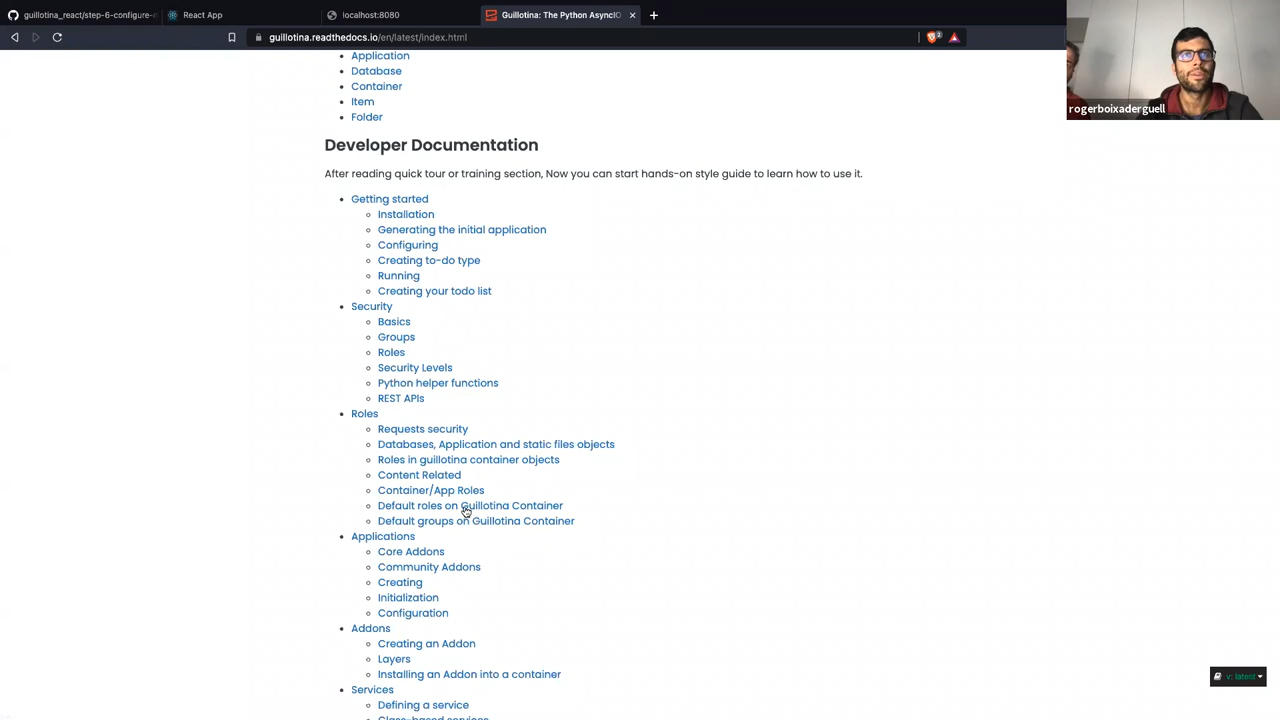 guillotina_react/step-6-configure-
React App
localhost:8080
Guillotina: The Python AsyncIO
guillotina.readthedocs.io/en/latest/index.html
2
rogerboixaderguell
Application
Database
Container
Item
Folder
Developer Documentation
After reading quick tour or training section, Now you can start hands-on style guide to learn how to use it.
Getting started
Installation
Generating the initial application
Configuring
Creating to-do type
Running
Creating your todo list
Security
Basics
Groups
Roles
Security Levels
Python helper functions
REST APIs
Roles
Requests security
Databases, Application and static files objects
Roles in guillotina container objects
Content Related
Container/App Roles
Default roles on Guillotina Container
Default groups on Guillotina Container
Applications
Core Addons
Community Addons
Creating
Initialization
Configuration
Addons
Creating an Addon
Layers
Installing an Addon into a container
Services
Defining a service
Class-based services
v: latest